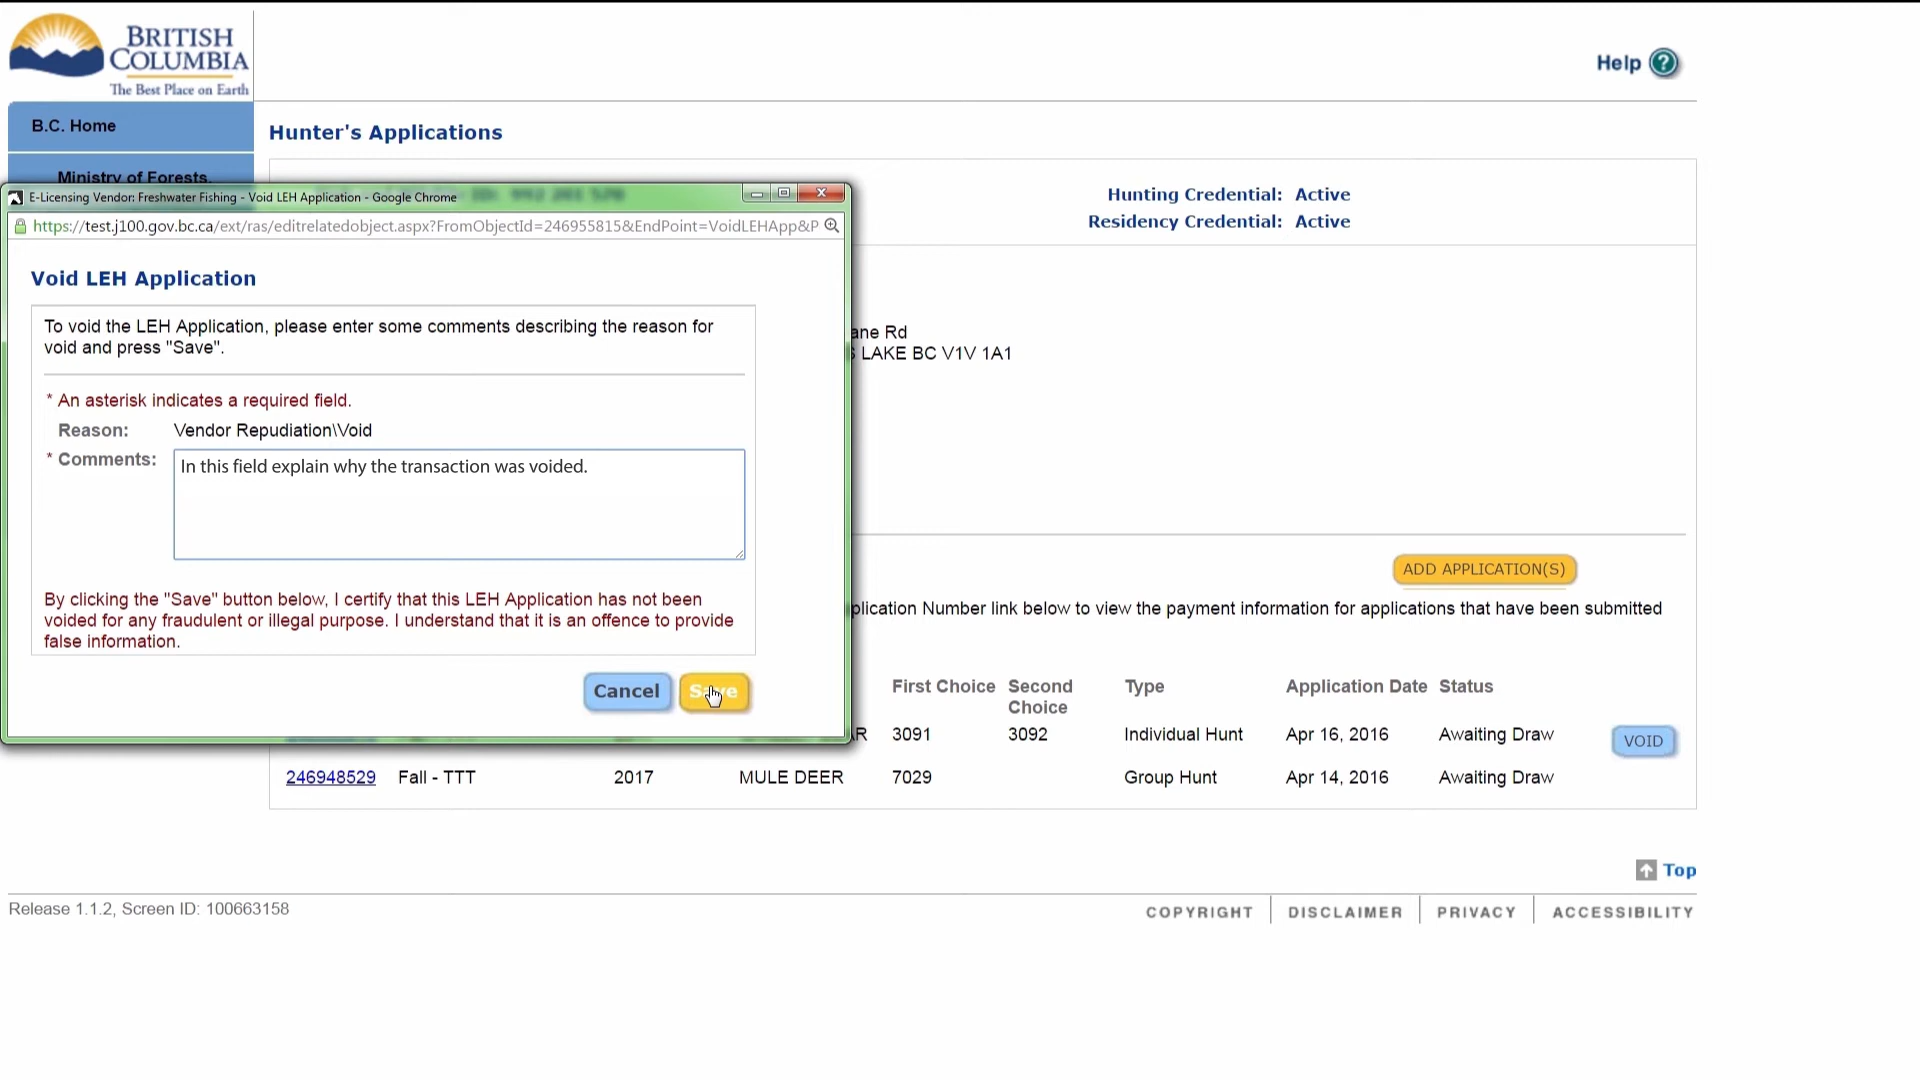 BRITISH
COLUMBIA
The Best Place on Earth
Help ?
B.C. Home
Hunter's Applications
Ministry of Forests,
E-Licensing Vendor: Freshwater Fishing - Void LEH Application - Google Chrome
Hunting Credential: Active
https://test.j100.gov.bc.ca/ext/ras/editrelatedobject.aspx?FromObjectId=246955815&EndPoint=VoidLEHApp&P
Residency Credential: Active
Void LEH Application
To void the LEH Application, please enter some comments describing the reason for
void and press "Save".
* An asterisk indicates a required field.
Reason: Vendor Repudiation\Void
* Comments: In this field explain why the transaction was voided.
By clicking the "Save" button below, I certify that this LEH Application has not been
voided for any fraudulent or illegal purpose. I understand that it is an offence to provide
false information.
Cancel Save
Rd
LAKE BC V1V 1A1
ADD APPLICATION(S)
Number link below to view the payment information for applications that have been submitted
First Choice Second Choice Type Application Date Status
3091 3092 Individual Hunt Apr 16, 2016 Awaiting Draw VOID
246948529 Fall - TTT 2017 MULE DEER 7029 Group Hunt Apr 14, 2016 Awaiting Draw
Top
Release 1.1.2, Screen ID: 100663158
COPYRIGHT DISCLAIMER PRIVACY ACCESSIBILITY